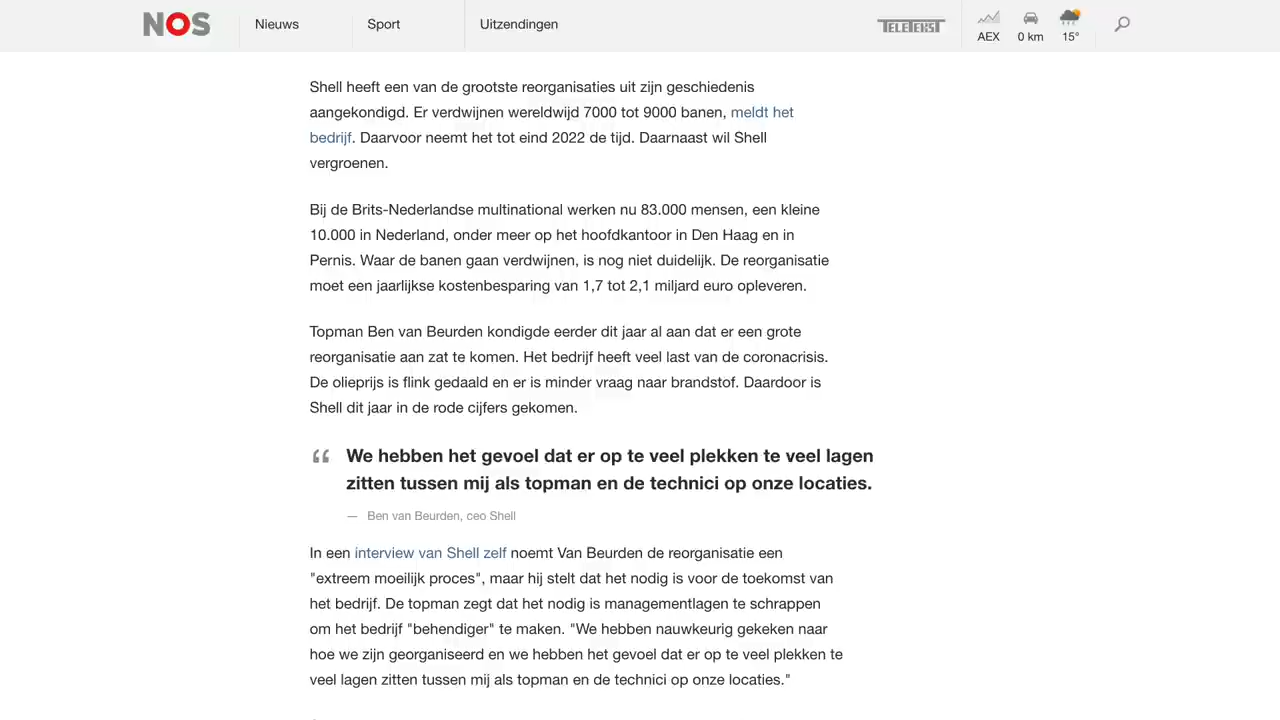 NOS
Nieuws
Sport
Uitzendingen
TELETEKST
AEX
0 km
15°
Shell heeft een van de grootste reorganisaties uit zijn geschiedenis
aangekondigd. Er verdwijnen wereldwijd 7000 tot 9000 banen, meldt het
bedrijf. Daarvoor neemt het tot eind 2022 de tijd. Daarnaast wil Shell
vergroenen.
Bij de Brits-Nederlandse multinational werken nu 83.000 mensen, een kleine
10.000 in Nederland, onder meer op het hoofdkantoor in Den Haag en in
Pernis. Waar de banen gaan verdwijnen, is nog niet duidelijk. De reorganisatie
moet een jaarlijkse kostenbesparing van 1,7 tot 2,1 miljard euro opleveren.
Topman Ben van Beurden kondigde eerder dit jaar al aan dat er een grote
reorganisatie aan zat te komen. Het bedrijf heeft veel last van de coronacrisis.
De olieprijs is flink gedaald en er is minder vraag naar brandstof. Daardoor is
Shell dit jaar in de rode cijfers gekomen.
“ We hebben het gevoel dat er op te veel plekken te veel lagen
zitten tussen mij als topman en de technici op onze locaties.
— Ben van Beurden, ceo Shell
In een interview van Shell zelf noemt Van Beurden de reorganisatie een
"extreem moeilijk proces", maar hij stelt dat het nodig is voor de toekomst van
het bedrijf. De topman zegt dat het nodig is managementlagen te schrappen
om het bedrijf "behendiger" te maken. "We hebben nauwkeurig gekeken naar
hoe we zijn georganiseerd en we hebben het gevoel dat er op te veel plekken te
veel lagen zitten tussen mij als topman en de technici op onze locaties."